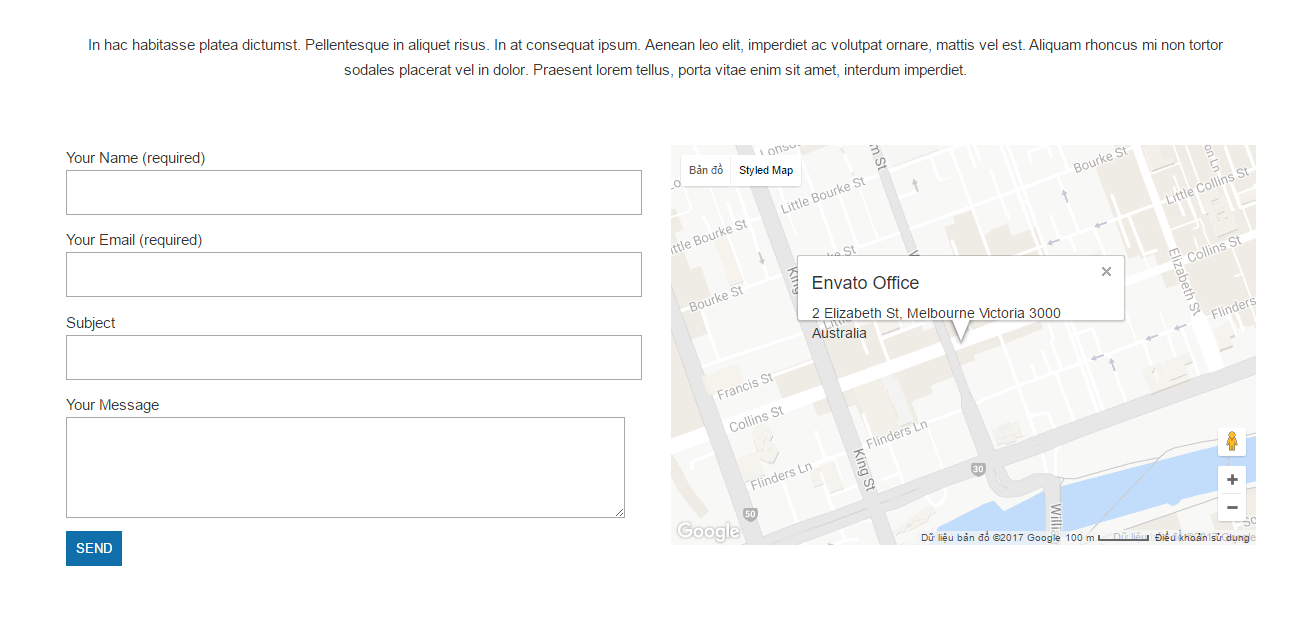 In hac habitasse platea dictumst. Pellentesque in aliquet risus. In at consequat ipsum. Aenean leo elit, imperdiet ac volutpat ornare, mattis vel est. Aliquam rhoncus mi non tortor
sodales placerat vel in dolor. Praesent lorem tellus, porta vitae enim sit amet, interdum imperdiet.
Your Name (required)
Your Email (required)
Subject
Your Message
SEND
Bản đồ
Styled Map
Bourke St
Little Collins St
Little Bourke St
Collins St
Elizabeth St
Flinders
Bourke St
Envato Office
×
2 Elizabeth St, Melbourne Victoria 3000
Australia
Francis St
Collins St
Flinders Ln
Flinders Ln
King St
30
50
+
−
Google
Dữ liệu bản đồ ©2017 Google
100 m
Điều khoản sử dụng